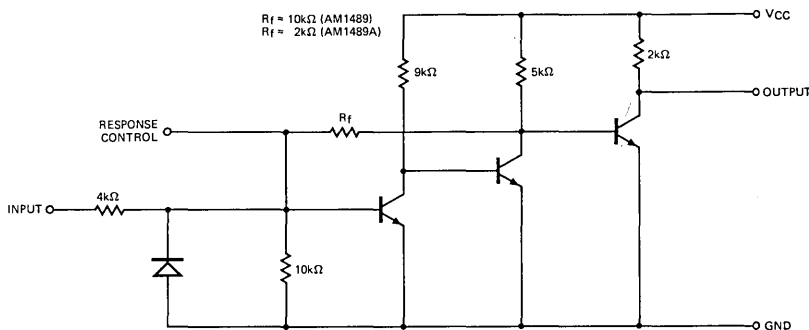 Rf = 10kΩ (AM1489)
Rf = 2kΩ (AM1489A)
VCC
9kΩ
5kΩ
2kΩ
OUTPUT
RESPONSE
CONTROL
Rf
4kΩ
INPUT
10kΩ
GND